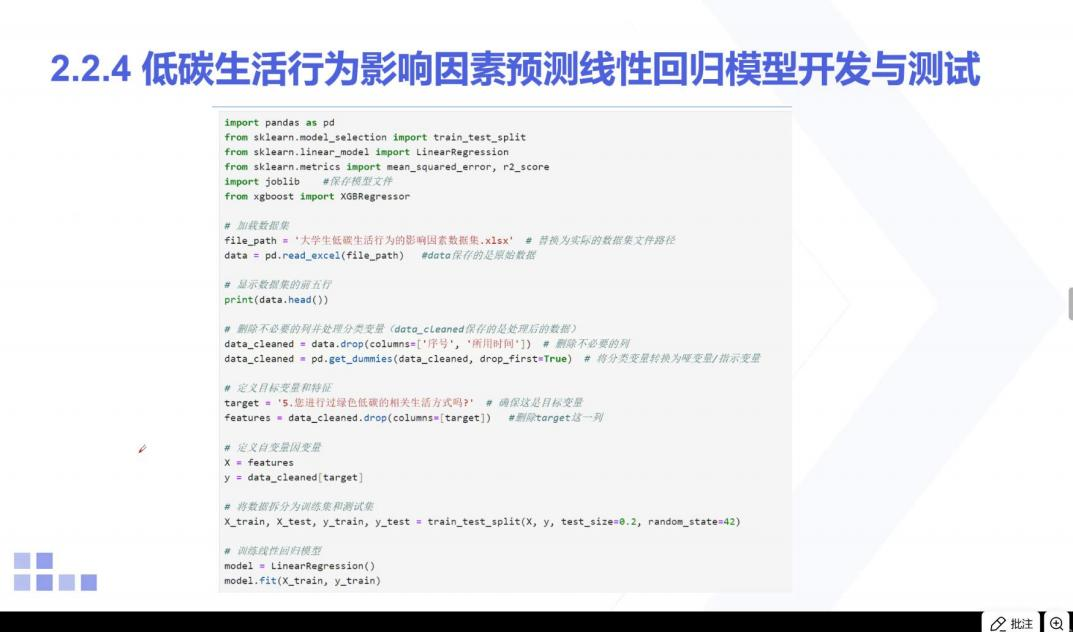 2.2.4 低碳生活行为影响因素预测线性回归模型开发与测试
import pandas as pd
from sklearn.model_selection import train_test_split
from sklearn.linear_model import LinearRegression
from sklearn.metrics import mean_squared_error, r2_score
import joblib    #保存模型文件
from xgboost import XGBRegressor
# 加载数据集
file_path = '大学生低碳生活行为的影响因素数据集.xlsx'  # 替换为实际的数据集文件路径
data = pd.read_excel(file_path)   #data保存的是原始数据
# 显示数据集的前五行
print(data.head())
# 删除不必要的列并处理分类变量（data_cleaned保存的是处理后的数据）
data_cleaned = data.drop(columns=['序号', '所用时间'])  # 删除不必要的列
data_cleaned = pd.get_dummies(data_cleaned, drop_first=True)  # 将分类变量转换为哑变量/指示变量
# 定义目标变量和特征
target = '5.您进行过绿色低碳的相关生活方式吗?'  # 确保这是目标变量
features = data_cleaned.drop(columns=[target])   #删除target这一列
# 定义自变量因变量
X = features
y = data_cleaned[target]
# 将数据拆分为训练集和测试集
X_train, X_test, y_train, y_test = train_test_split(X, y, test_size=0.2, random_state=42)
# 训练线性回归模型
model = LinearRegression()
model.fit(X_train, y_train)
批注